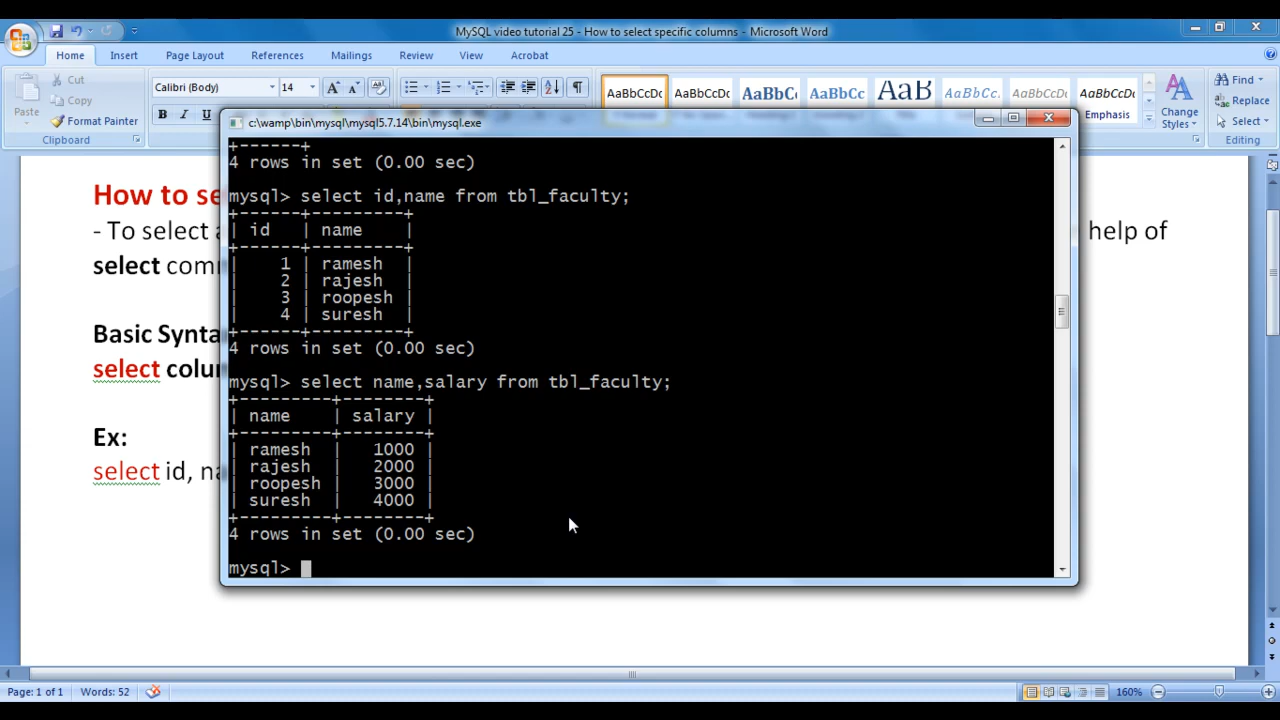 MySQL video tutorial 25 - How to select specific columns - Microsoft Word
Home Insert Page Layout References Mailings Review View Acrobat
Paste
Cut
Copy
Format Painter
Clipboard
Calibri (Body) 14
B I U
AaBbCcDc AaBbCcDc AaBbC AaBbCc AaB AaBbCc. AaBbCcDa AaBbCcDt AaBbCcDt
Emphasis
Change Styles
Find
Replace
Select
Editing
How to se
- To select a
help of
select com
Basic Synta
select colum
Ex:
select id, na
c:\wamp\bin\mysql\mysql5.7.14\bin\mysql.exe
+------+
4 rows in set (0.00 sec)
mysql> select id,name from tbl_faculty;
+------+---------+
| id   | name    |
+------+---------+
|    1 | ramesh  |
|    2 | rajesh  |
|    3 | roopesh |
|    4 | suresh  |
+------+---------+
4 rows in set (0.00 sec)
mysql> select name,salary from tbl_faculty;
+---------+--------+
| name    | salary |
+---------+--------+
| ramesh  |   1000 |
| rajesh  |   2000 |
| roopesh |   3000 |
| suresh  |   4000 |
+---------+--------+
4 rows in set (0.00 sec)
mysql>
Page: 1 of 1 Words: 52
160%